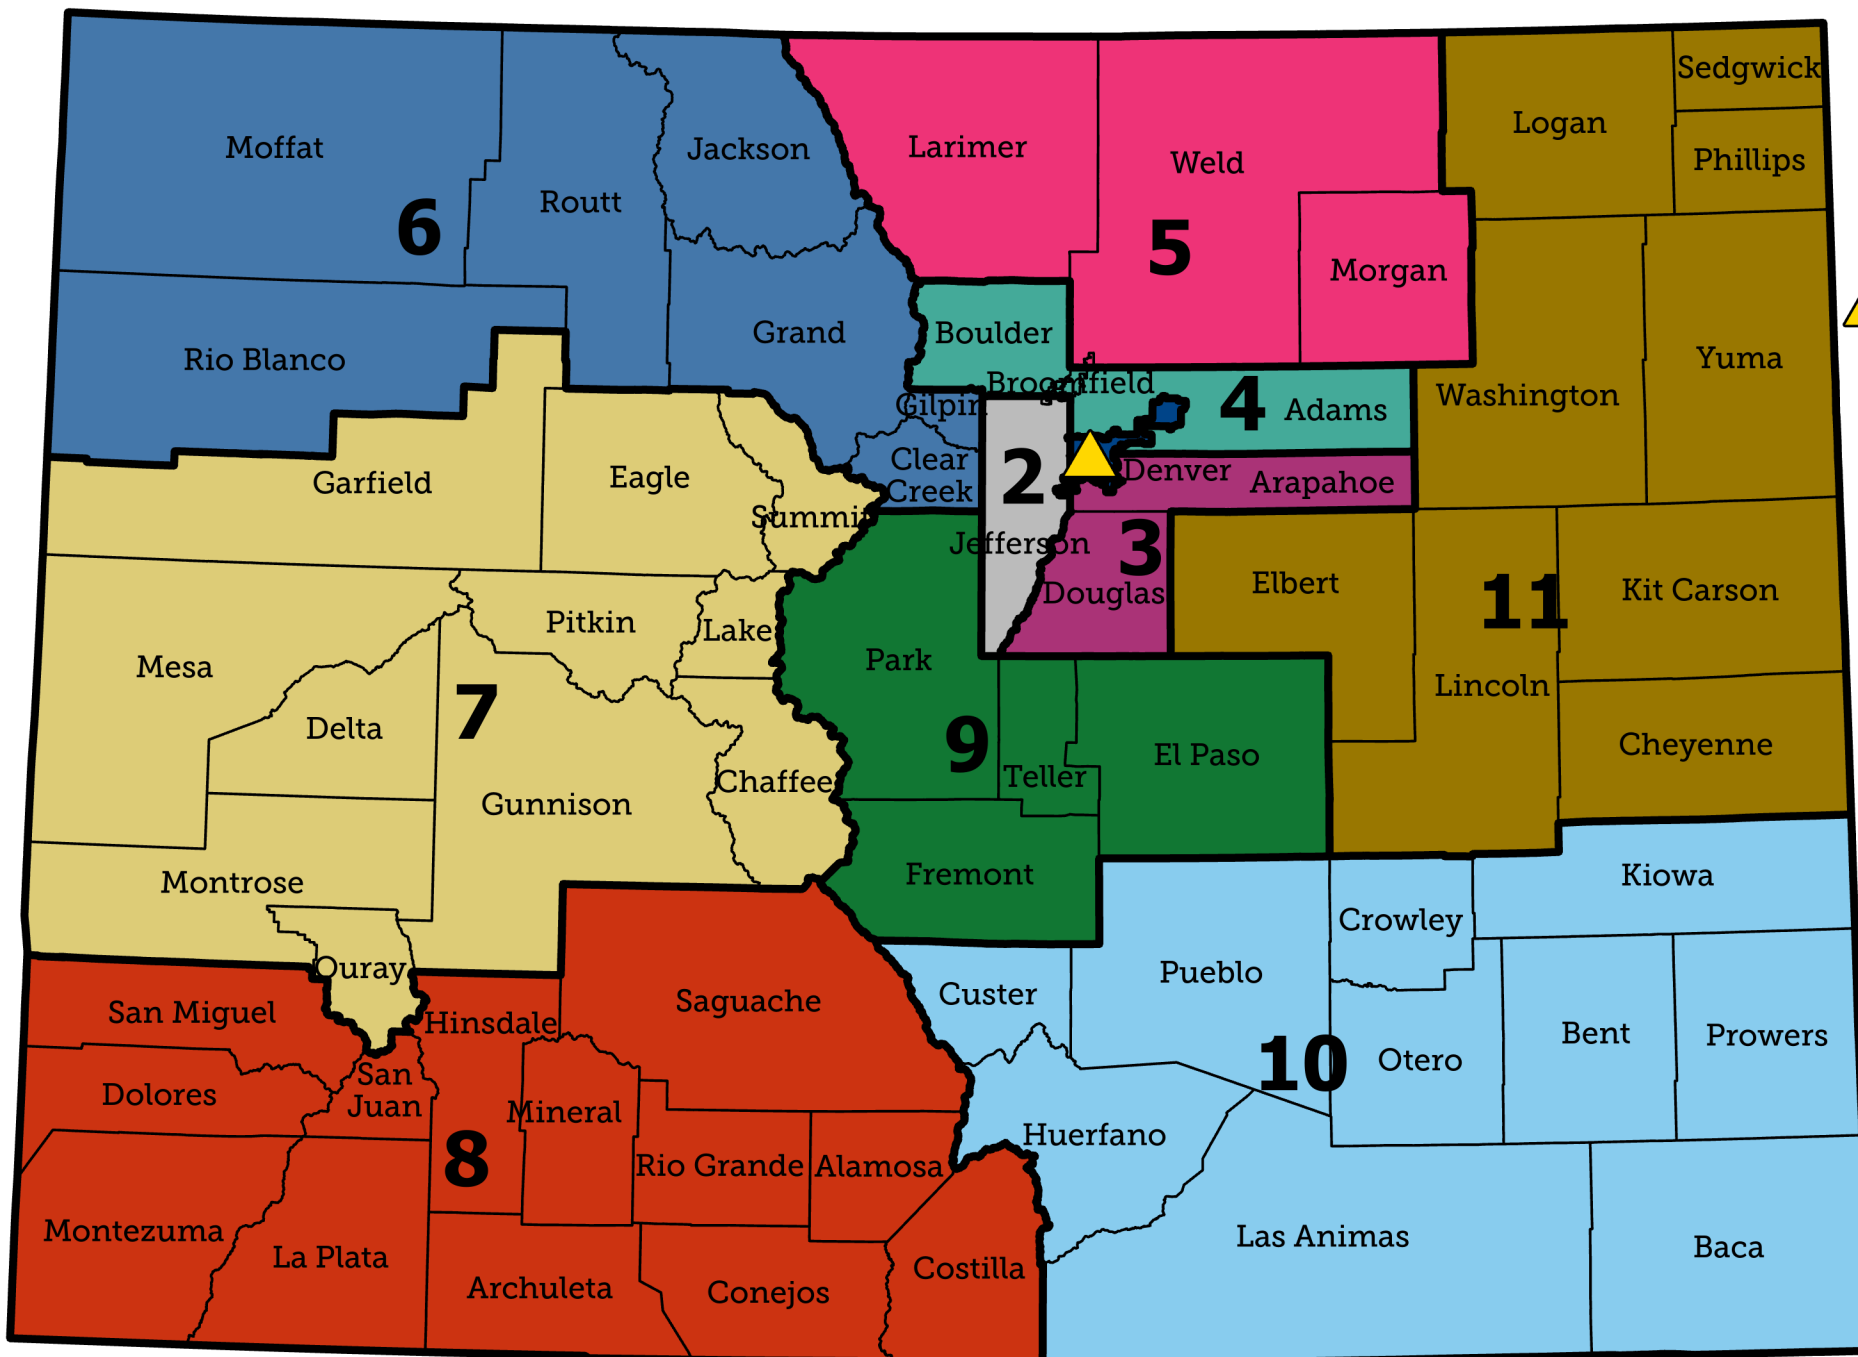 Sedgwick
Logan
Moffat
Jackson
Larimer
Weld
Phillips
Routt
6
5
Morgan
Grand
Boulder
Rio Blanco
Yuma
Broomfield
Washington
Gilpin
4
Adams
Clear
Creek
2
Denver
Arapahoe
Garfield
Eagle
Summit
Jefferson
3
Douglas
Elbert
11
Kit Carson
Pitkin
Lake
Mesa
Park
Lincoln
Delta
7
9
Teller
El Paso
Cheyenne
Chaffee
Gunnison
Montrose
Fremont
Kiowa
Crowley
Ouray
Pueblo
Custer
Saguache
San Miguel
Hinsdale
Bent
Prowers
10
Otero
San
Juan
Dolores
Mineral
Huerfano
8
Rio Grande
Alamosa
Montezuma
La Plata
Las Animas
Baca
Costilla
Archuleta
Conejos